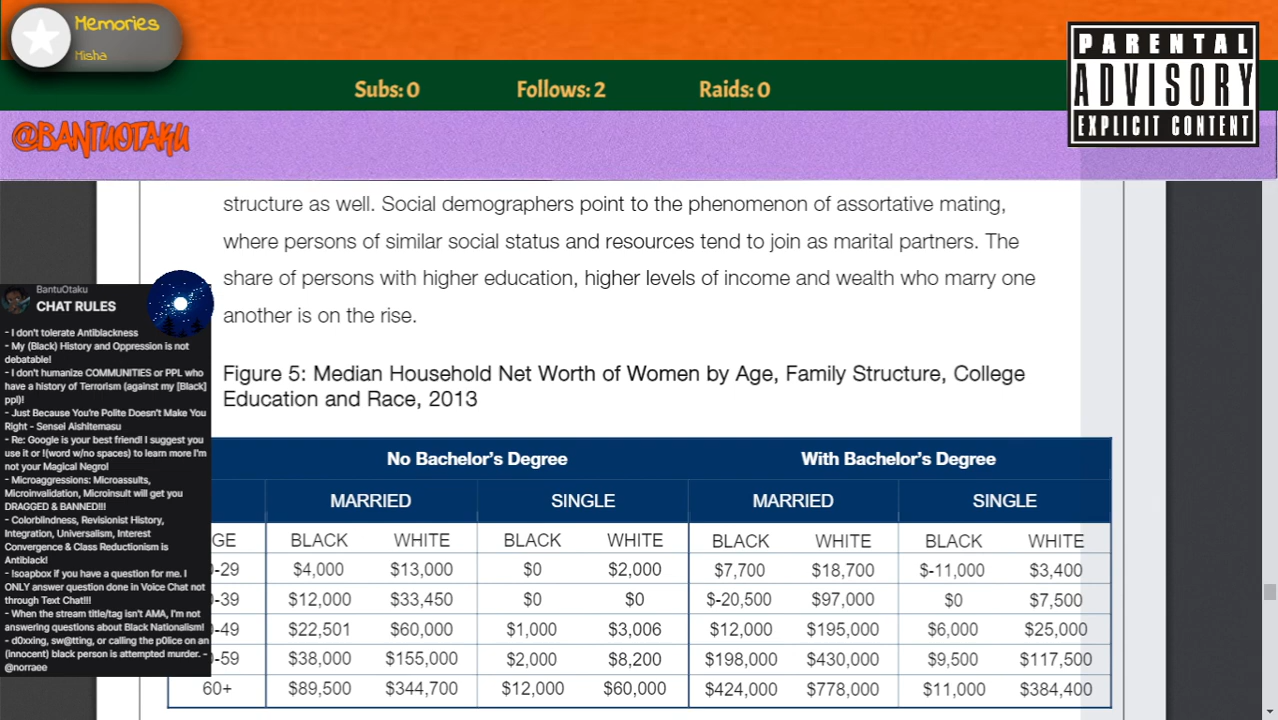 Memories
Misha
PARENTAL
ADVISORY
EXPLICIT CONTENT
Subs: 0 Follows: 2 Raids: 0
@BANTUOTAKU
structure as well. Social demographers point to the phenomenon of assortative mating,
where persons of similar social status and resources tend to join as marital partners. The
share of persons with higher education, higher levels of income and wealth who marry one
another is on the rise.
BantuOtaku
CHAT RULES
- I don't tolerate Antiblackness
- My (Black) History and Oppression is not
debatable!
- I don't humanize COMMUNITIES or PPL who
have a history of Terrorism (against my [Black]
ppl)!
- Just Because You're Polite Doesn't Make You
Right - Sensei Aishitemasu
- Re: Google is your best friend! I suggest you
use it or !(word w/no spaces) to learn more I'm
not your Magical Negro!
- Microaggressions: Microassults,
Microinvalidation, Microinsult will get you
DRAGGED & BANNED!!!
- Colorblindness, Revisionist History,
Integration, Universalism, Interest
Convergence & Class Reductionism is
Antiblack!
- !soapbox if you have a question for me. I
ONLY answer question done in Voice Chat not
through Text Chat!!!
- When the stream title/tag isn't AMA, I'm not
answering questions about Black Nationalism!
- d0xxing, sw@tting, or calling the p0lice on an
(innocent) black person is attempted murder. -
@norraee
Figure 5: Median Household Net Worth of Women by Age, Family Structure, College
Education and Race, 2013
No Bachelor's Degree With Bachelor's Degree
MARRIED SINGLE MARRIED SINGLE
GE BLACK WHITE BLACK WHITE BLACK WHITE BLACK WHITE
0-29 $4,000 $13,000 $0 $2,000 $7,700 $18,700 $-11,000 $3,400
0-39 $12,000 $33,450 $0 $0 $-20,500 $97,000 $0 $7,500
0-49 $22,501 $60,000 $1,000 $3,006 $12,000 $195,000 $6,000 $25,000
0-59 $38,000 $155,000 $2,000 $8,200 $198,000 $430,000 $9,500 $117,500
60+ $89,500 $344,700 $12,000 $60,000 $424,000 $778,000 $11,000 $384,400